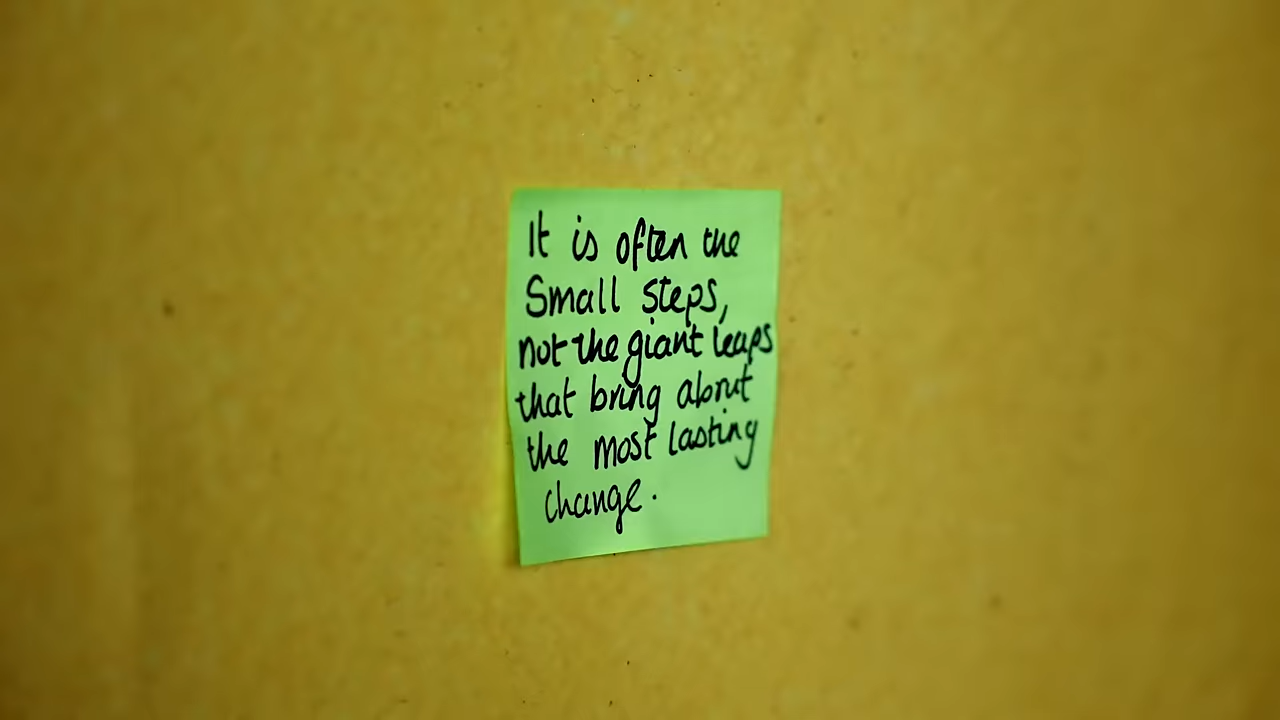 It is often the
Small steps,
not the giant leaps
that bring about
the most lasting
change.